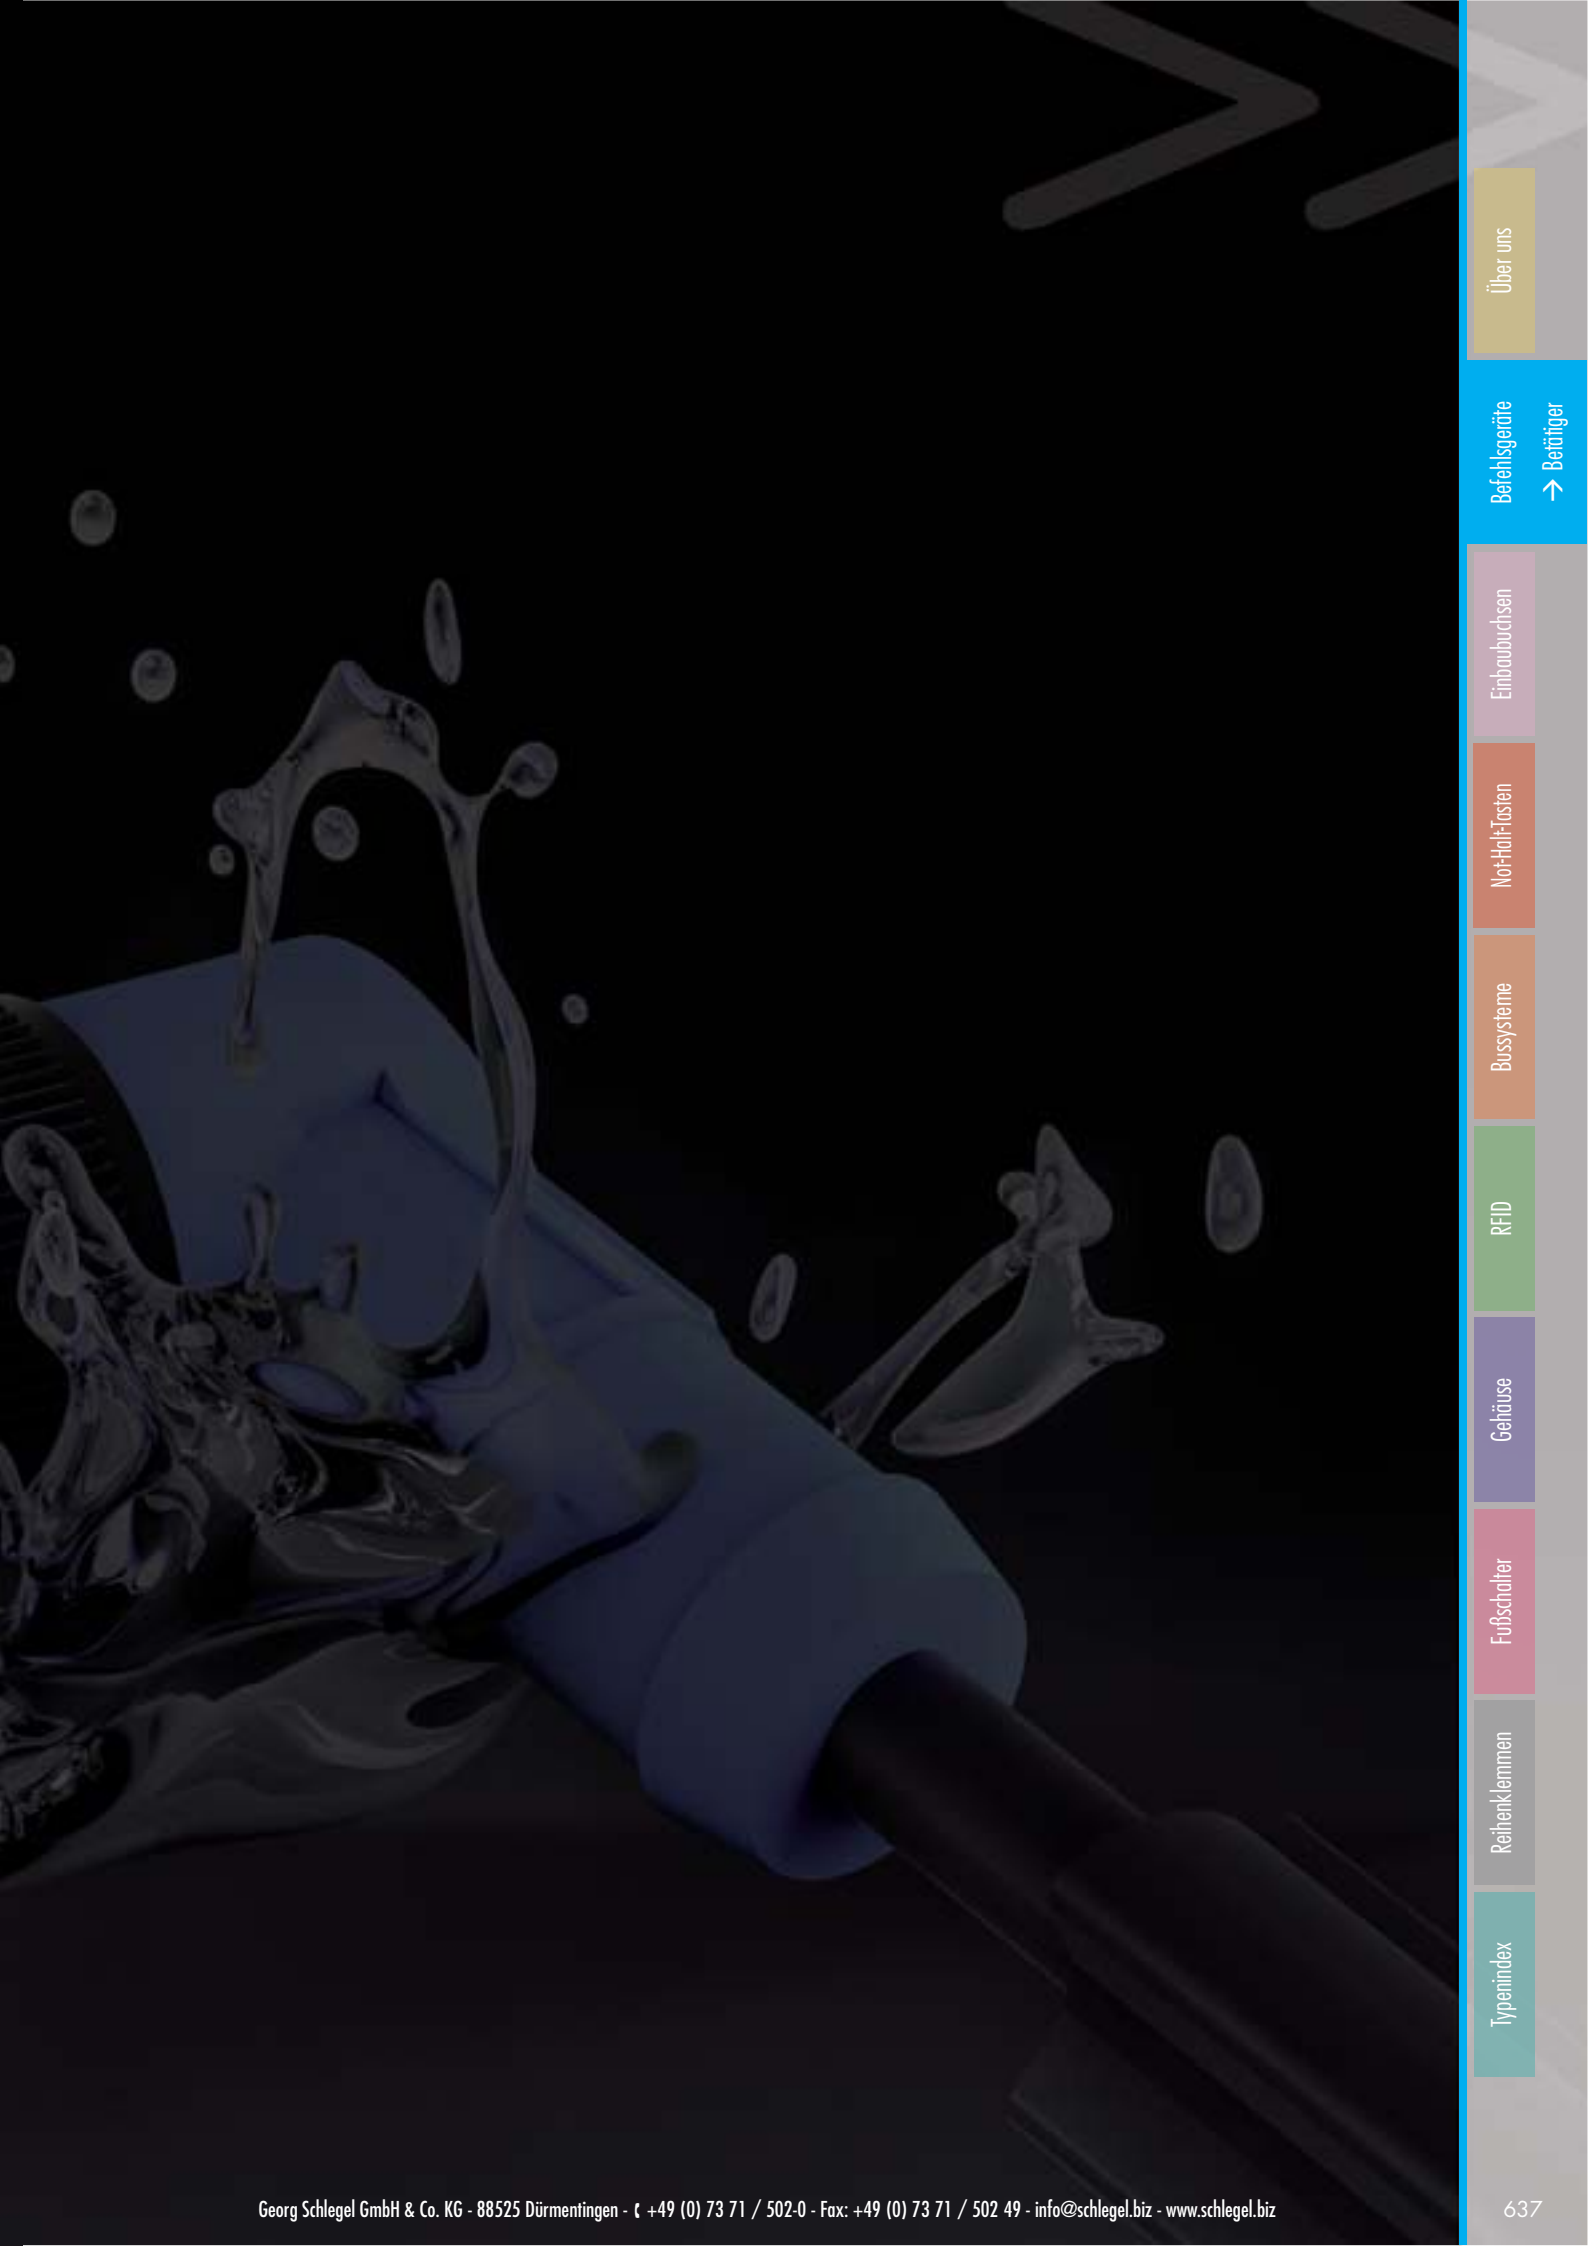 Über uns
Befehlsgeräte
→ Betätiger
Einbaubuchsen
Not-Halt-Tasten
Bussysteme
RFID
Gehäuse
Fußschalter
Reihenklemmen
Typenindex
Georg Schlegel GmbH & Co. KG - 88525 Dürmentingen - ✆ +49 (0) 73 71 / 502-0 - Fax: +49 (0) 73 71 / 502 49 - info@schlegel.biz - www.schlegel.biz
637